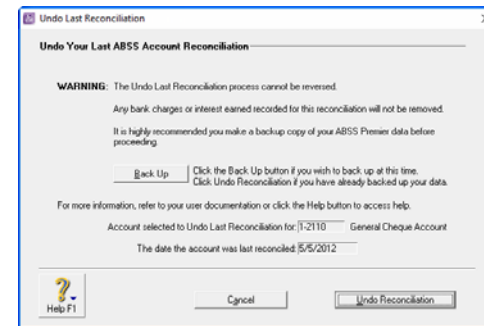 Undo Last Reconciliation
Undo Your Last ABSS Account Reconciliation
WARNING: The Undo Last Reconciliation process cannot be reversed.
Any bank charges or interest earned recorded for this reconciliation will not be removed.
It is highly recommended you make a backup copy of your ABSS Premier data before
proceeding.
Back Up
Click the Back Up button if you wish to back up at this time.
Click Undo Reconciliation if you have already backed up your data.
For more information, refer to your user documentation or click the Help button to access help.
Account selected to Undo Last Reconciliation for: 1-2110 General Cheque Account
The date the account was last reconciled: 5/5/2012
Help F1
Cancel
Undo Reconciliation